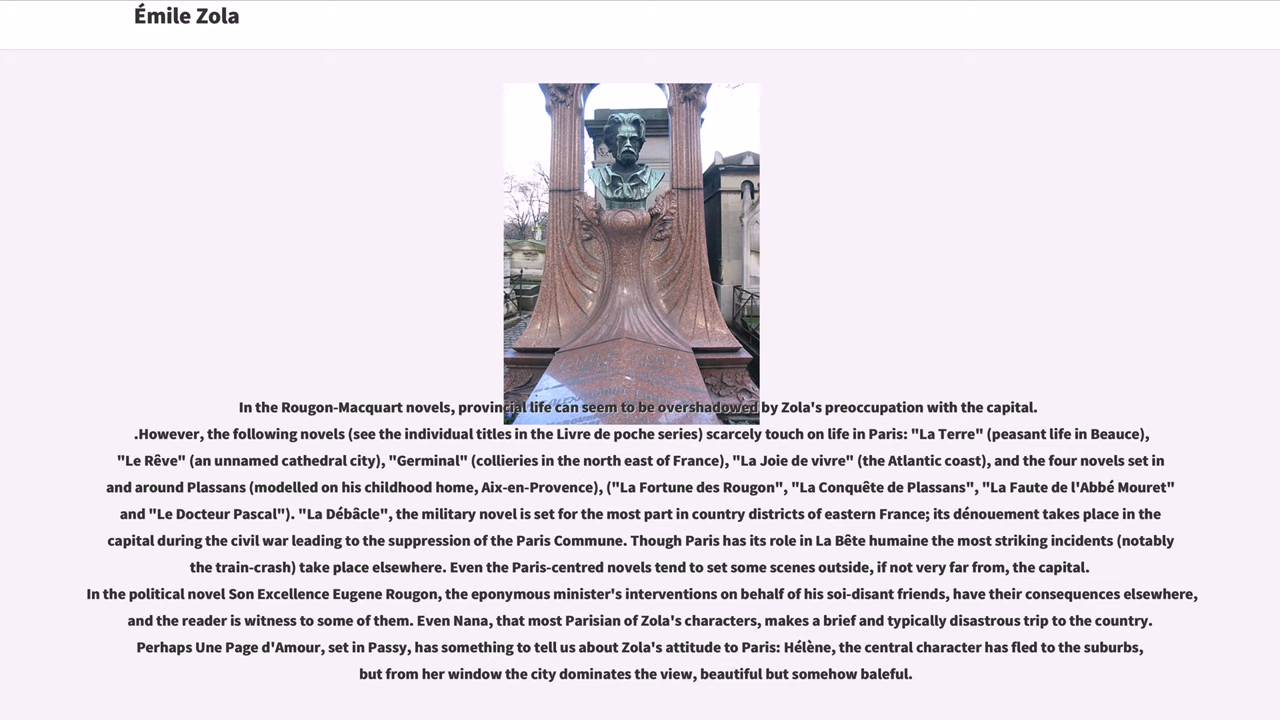 Émile Zola
EMILE ZOLA
In the Rougon-Macquart novels, provincial life can seem to be overshadowed by Zola's preoccupation with the capital.
.However, the following novels (see the individual titles in the Livre de poche series) scarcely touch on life in Paris: "La Terre" (peasant life in Beauce),
"Le Rêve" (an unnamed cathedral city), "Germinal" (collieries in the north east of France), "La Joie de vivre" (the Atlantic coast), and the four novels set in
and around Plassans (modelled on his childhood home, Aix-en-Provence), ("La Fortune des Rougon", "La Conquête de Plassans", "La Faute de l'Abbé Mouret"
and "Le Docteur Pascal"). "La Débâcle", the military novel is set for the most part in country districts of eastern France; its dénouement takes place in the
capital during the civil war leading to the suppression of the Paris Commune. Though Paris has its role in La Bête humaine the most striking incidents (notably
the train-crash) take place elsewhere. Even the Paris-centred novels tend to set some scenes outside, if not very far from, the capital.
In the political novel Son Excellence Eugene Rougon, the eponymous minister's interventions on behalf of his soi-disant friends, have their consequences elsewhere,
and the reader is witness to some of them. Even Nana, that most Parisian of Zola's characters, makes a brief and typically disastrous trip to the country.
Perhaps Une Page d'Amour, set in Passy, has something to tell us about Zola's attitude to Paris: Hélène, the central character has fled to the suburbs,
but from her window the city dominates the view, beautiful but somehow baleful.